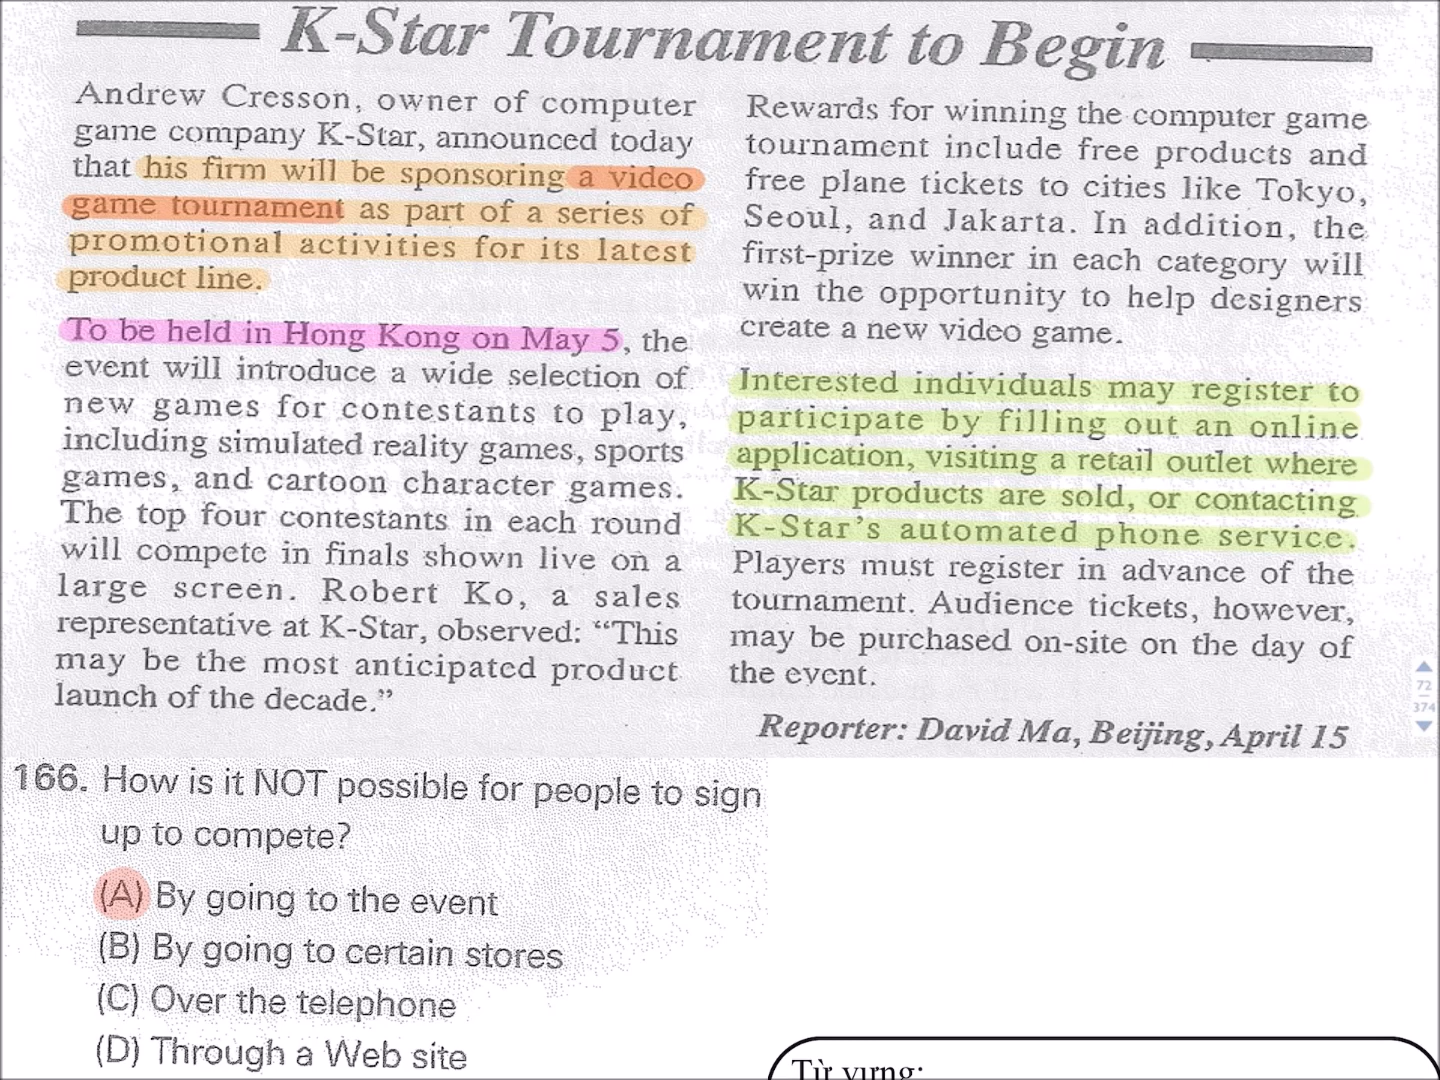 K-Star Tournament to Begin
Andrew Cresson, owner of computer
game company K-Star, announced today
that his firm will be sponsoring a video
game tournament as part of a series of
promotional activities for its latest
product line.
To be held in Hong Kong on May 5, the
event will introduce a wide selection of
new games for contestants to play,
including simulated reality games, sports
games, and cartoon character games.
The top four contestants in each round
will compete in finals shown live on a
large screen. Robert Ko, a sales
representative at K-Star, observed: “This
may be the most anticipated product
launch of the decade.”
Rewards for winning the computer game
tournament include free products and
free plane tickets to cities like Tokyo,
Seoul, and Jakarta. In addition, the
first-prize winner in each category will
win the opportunity to help designers
create a new video game.
Interested individuals may register to
participate by filling out an online
application, visiting a retail outlet where
K-Star products are sold, or contacting
K-Star’s automated phone service.
Players must register in advance of the
tournament. Audience tickets, however,
may be purchased on-site on the day of
the event.
Reporter: David Ma, Beijing, April 15
72
374
166. How is it NOT possible for people to sign
up to compete?
(A) By going to the event
(B) By going to certain stores
(C) Over the telephone
(D) Through a Web site
Từ vựng: